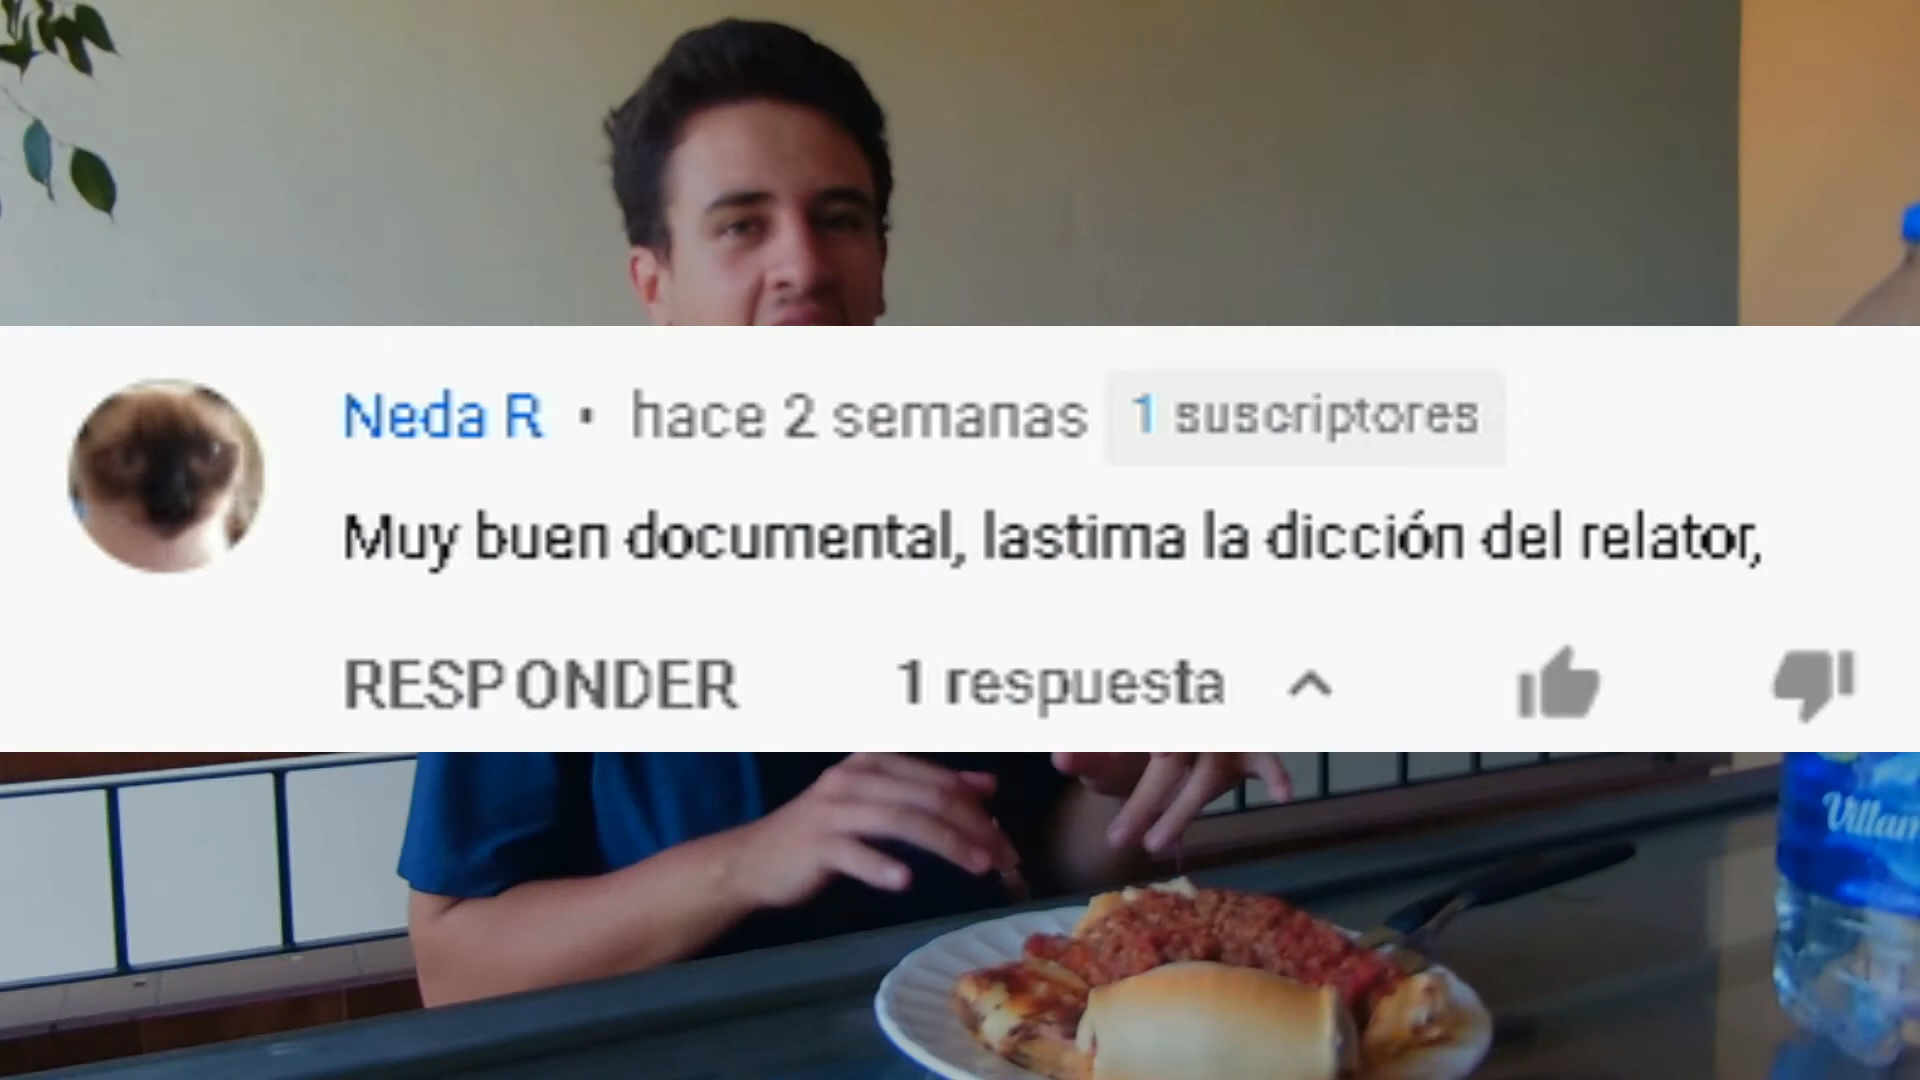 Neda R • hace 2 semanas 1 suscriptores
Muy buen documental, lastima la dicción del relator,
RESPONDER 1 respuesta